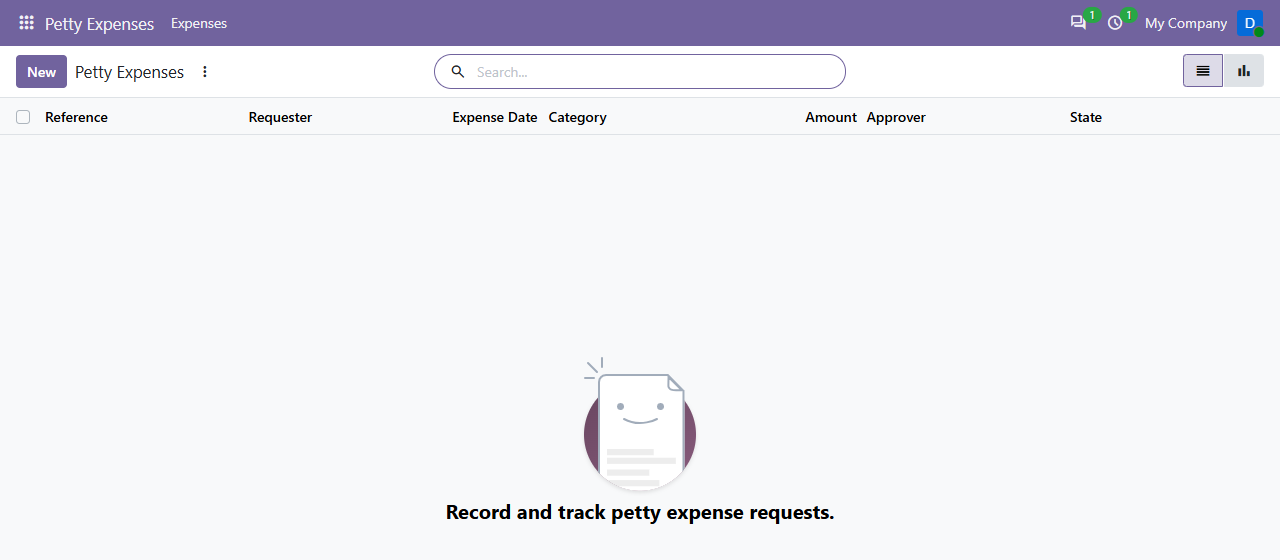 Petty Expenses Expenses 1 1 My Company D
New Petty Expenses Search...
Reference Requester Expense Date Category Amount Approver State
Record and track petty expense requests.